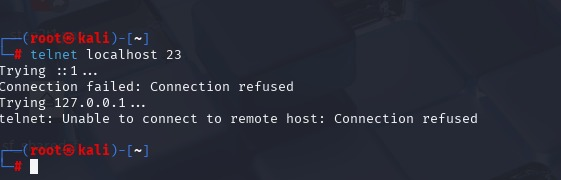 ┌──(root㉿kali)-[~]
└─# telnet localhost 23
Trying ::1...
Connection failed: Connection refused
Trying 127.0.0.1...
telnet: Unable to connect to remote host: Connection refused
┌──(root㉿kali)-[~]
└─#